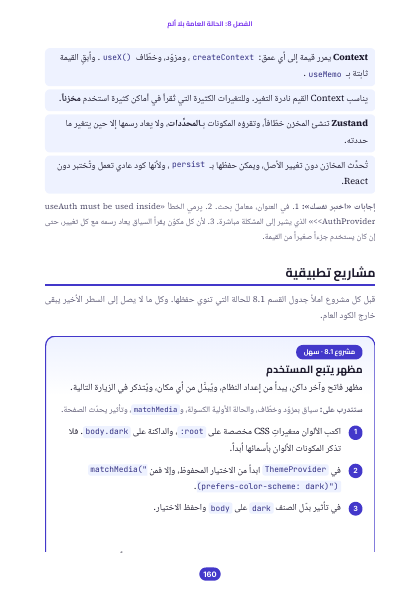 الفصل 8: الحالة العامة بلا ألم
Context يمرر قيمة إلى أي عمق: createContext ، ومزوّد، وخطّاف useX() . وأبقِ القيمة
ثابتة بـ useMemo .
يناسب Context القيم نادرة التغير. وللتغيرات الكثيرة التي تُقرأ في أماكن كثيرة استخدم مخزناً.
Zustand تنشئ المخزن خطّافاً، وتقرؤه المكونات بـالمحدِّدات، ولا يعاد رسمها إلا حين يتغير ما
حددته.
تُحدَّث المخازن دون تغيير الأصل، ويمكن حفظها بـ persist ، ولأنها كود عادي تعمل وتُختبر دون
React.
إجابات «اختبر نفسك»: 1. في العنوان، معاملَ بحث. 2. يرمي الخطأ «useAuth must be used inside
<AuthProvider>» الذي يشير إلى المشكلة مباشرة. 3. لأن كل مكوّن يقرأ السياق يعاد رسمه مع كل تغيير، حتى
إن كان يستخدم جزءاً صغيراً من القيمة.
مشاريع تطبيقية
قبل كل مشروع املأ جدول القسم 8.1 للحالة التي تنوي حفظها. وكل ما لا يصل إلى السطر الأخير يبقى
خارج الكود العام.
مشروع 8.1 · سهل
مظهر يتبع المستخدم
مظهر فاتح وآخر داكن، يبدأ من إعداد النظام، ويُبدَّل من أي مكان، ويُتذكر في الزيارة التالية.
ستتدرب على: سياق بمزوّد وخطّاف، والحالة الأولية الكسولة، و matchMedia ، وتأثير يحدّث الصفحة.
1 اكتب الألوان متغيراتِ CSS مخصصة على :root ، والداكنة على body.dark . فلا
تذكر المكونات الألوان بأسمائها أبداً.
2 في ThemeProvider ابدأ من الاختيار المحفوظ، وإلا فمن matchMedia("
(prefers-color-scheme: dark)").
3 في تأثير بدّل الصنف dark على body واحفظ الاختيار.
160